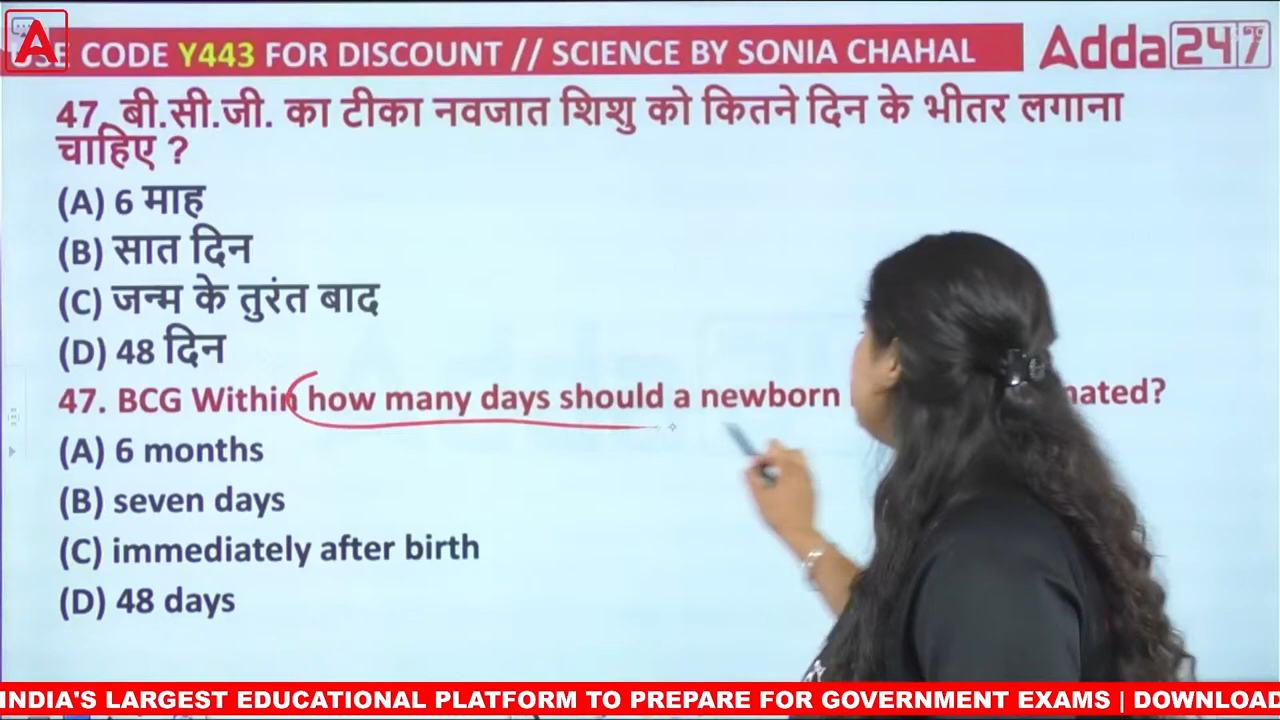 A
USE CODE Y443 FOR DISCOUNT // SCIENCE BY SONIA CHAHAL
Adda247
47. बी.सी.जी. का टीका नवजात शिशु को कितने दिन के भीतर लगाना
चाहिए ?
(A) 6 माह
(B) सात दिन
(C) जन्म के तुरंत बाद
(D) 48 दिन
47. BCG Within how many days should a newborn
(A) 6 months
(B) seven days
(C) immediately after birth
(D) 48 days
INDIA'S LARGEST EDUCATIONAL PLATFORM TO PREPARE FOR GOVERNMENT EXAMS | DOWNLOAD